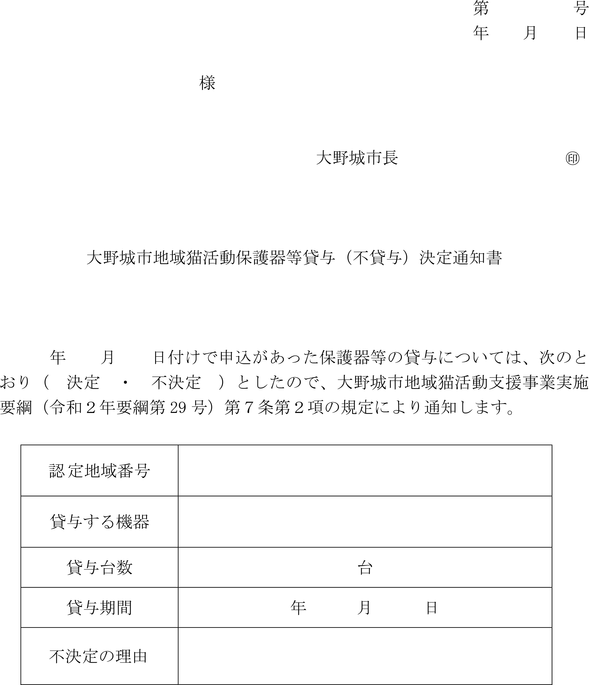 第　　　　　号
年　　月　　日
様
大野城市長　　　　　　　　　　㊞
大野城市地域猫活動保護器等貸与（不貸与）決定通知書
年　　月　　日付けで申込があった保護器等の貸与については、次のと
おり（　決定　・　不決定　）としたので、大野城市地域猫活動支援事業実施
要綱（令和２年要綱第 29 号）第７条第２項の規定により通知します。
認定地域番号
貸与する機器
貸与台数　　　　　　台
貸与期間　　　　　　年　　　月　　　日
不決定の理由